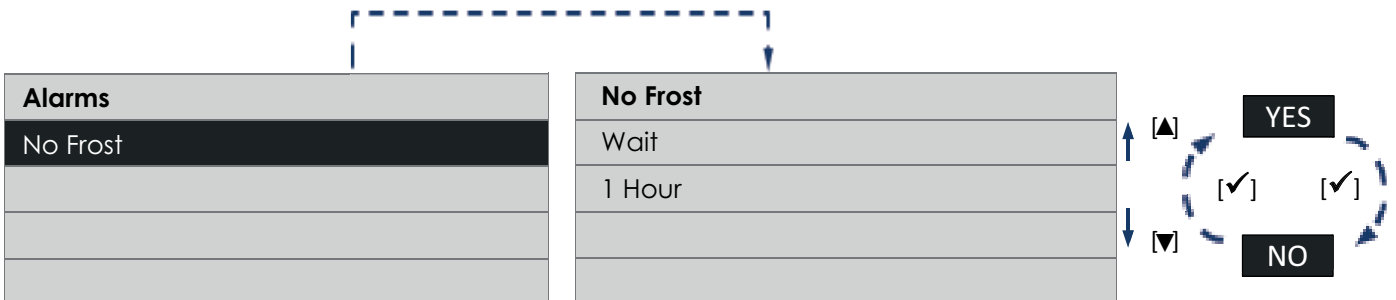 Alarms
No Frost
No Frost
Wait
1 Hour
[▲]
[▼]
YES
[✓] [✓]
NO